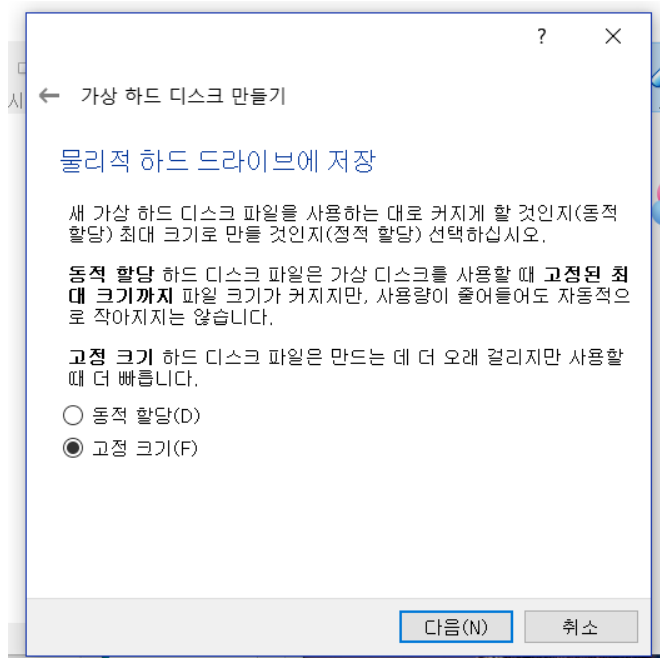 ?
가상 하드 디스크 만들기
물리적 하드 드라이브에 저장
새 가상 하드 디스크 파일을 사용하는 대로 커지게 할 것인지(동적
할당) 최대 크기로 만들 것인지(정적 할당) 선택하십시오.
동적 할당 하드 디스크 파일은 가상 디스크를 사용할 때 고정된 최
대 크기까지 파일 크기가 커지지만, 사용량이 줄어들어도 자동적으
로 작아지지는 않습니다.
고정 크기 하드 디스크 파일은 만드는 데 더 오래 걸리지만 사용할
때 더 빠릅니다.
동적 할당(D)
고정 크기(F)
다음(N) 취소